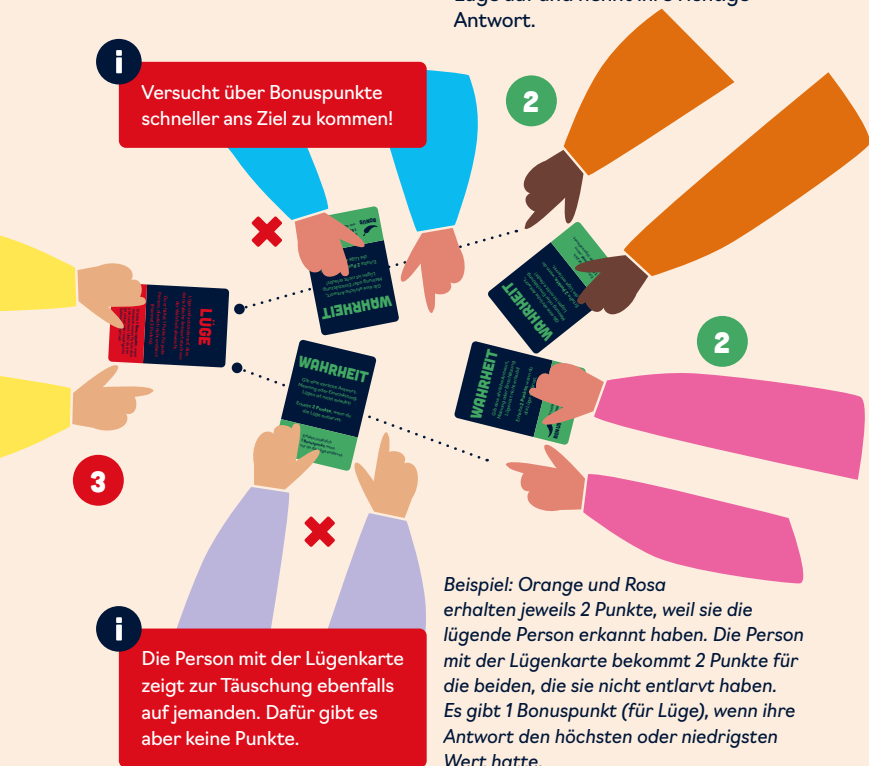 Antwort.
i
Versucht über Bonuspunkte
schneller ans Ziel zu kommen!
2
WAHRHEIT
WAHRHEIT
LÜGE
2
WAHRHEIT
WAHRHEIT
3
i
Die Person mit der Lügenkarte
zeigt zur Täuschung ebenfalls
auf jemanden. Dafür gibt es
aber keine Punkte.
Beispiel: Orange und Rosa
erhalten jeweils 2 Punkte, weil sie die
lügende Person erkannt haben. Die Person
mit der Lügenkarte bekommt 2 Punkte für
die beiden, die sie nicht entlarvt haben.
Es gibt 1 Bonuspunkt (für Lüge), wenn ihre
Antwort den höchsten oder niedrigsten
Wert hatte.